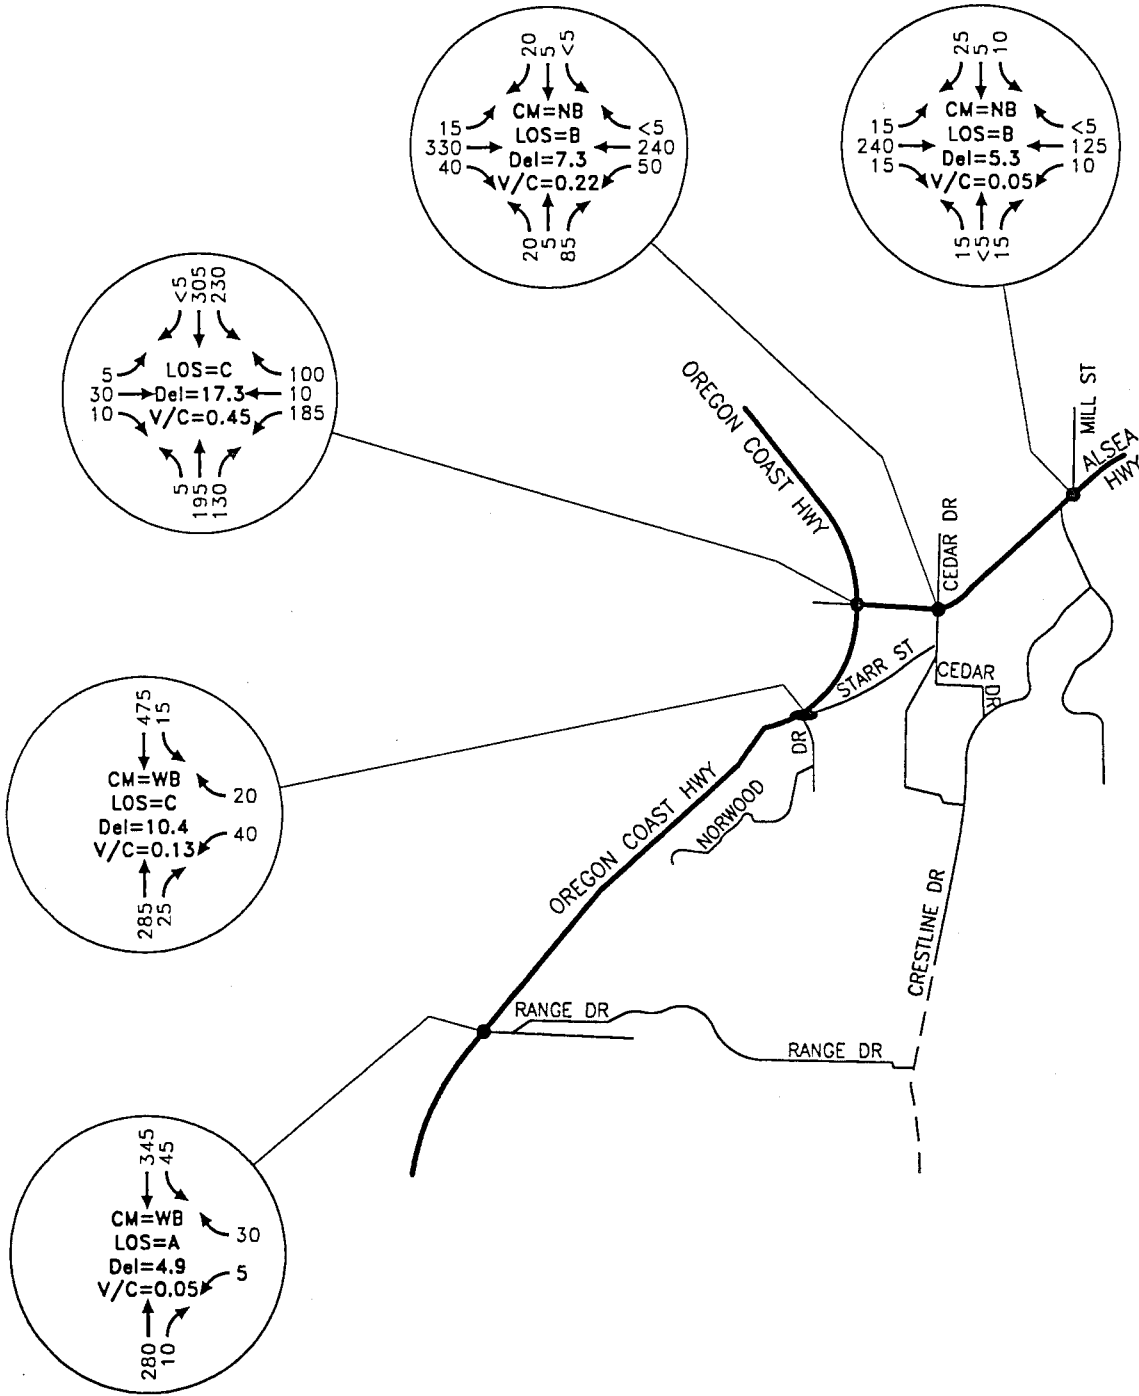 20
5
<5
CM=NB
LOS=B
Del=7.3
V/C=0.22
15
330
40
<5
240
50
20
5
85
25
5
10
CM=NB
LOS=B
Del=5.3
V/C=0.05
15
240
15
<5
125
10
15
<5
15
<5
305
230
LOS=C
Del=17.3
V/C=0.45
5
30
10
100
10
185
5
195
130
OREGON COAST HWY
MILL ST
ALSEA HWY
CEDAR DR
STARR ST
CEDAR DR
DR
NORWOOD
OREGON COAST HWY
475
15
CM=WB
LOS=C
Del=10.4
V/C=0.13
20
40
285
25
CRESTLINE DR
RANGE DR
RANGE DR
345
45
CM=WB
LOS=A
Del=4.9
V/C=0.05
30
5
280
10